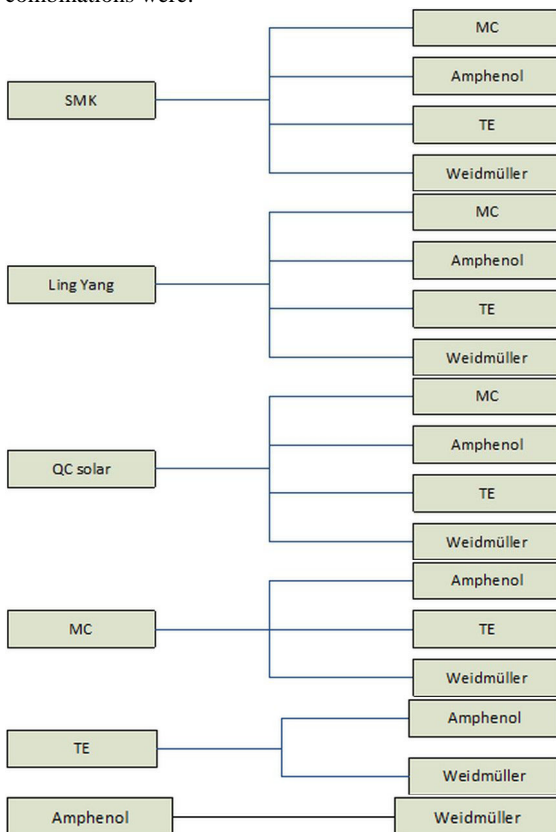 combinations were:
SMK
MC
Amphenol
TE
Weidmüller
Ling Yang
MC
Amphenol
TE
Weidmüller
QC solar
MC
Amphenol
TE
Weidmüller
MC
Amphenol
TE
Weidmüller
TE
Amphenol
Weidmüller
Amphenol
Weidmüller